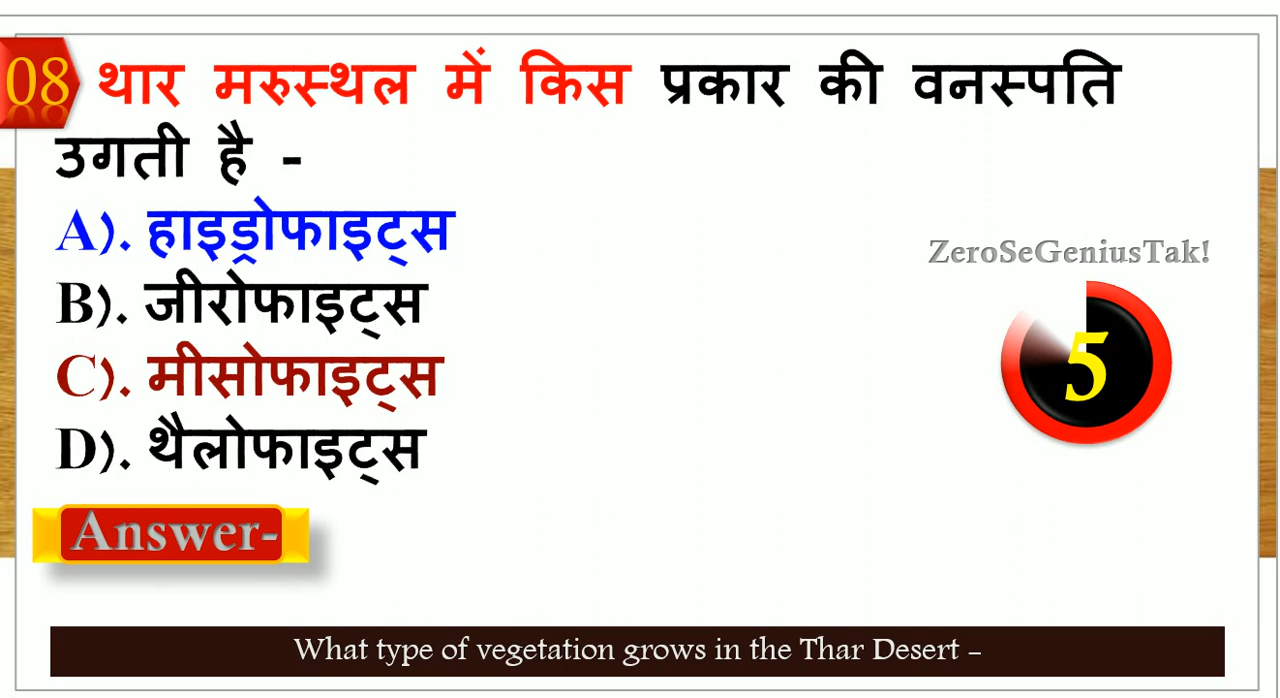 08 थार मरुस्थल में किस प्रकार की वनस्पति
उगती है -
A). हाइड्रोफाइट्स
ZeroSeGeniusTak!
B). जीरोफाइट्स
5
C). मीसोफाइट्स
D). थैलोफाइट्स
Answer-
What type of vegetation grows in the Thar Desert –